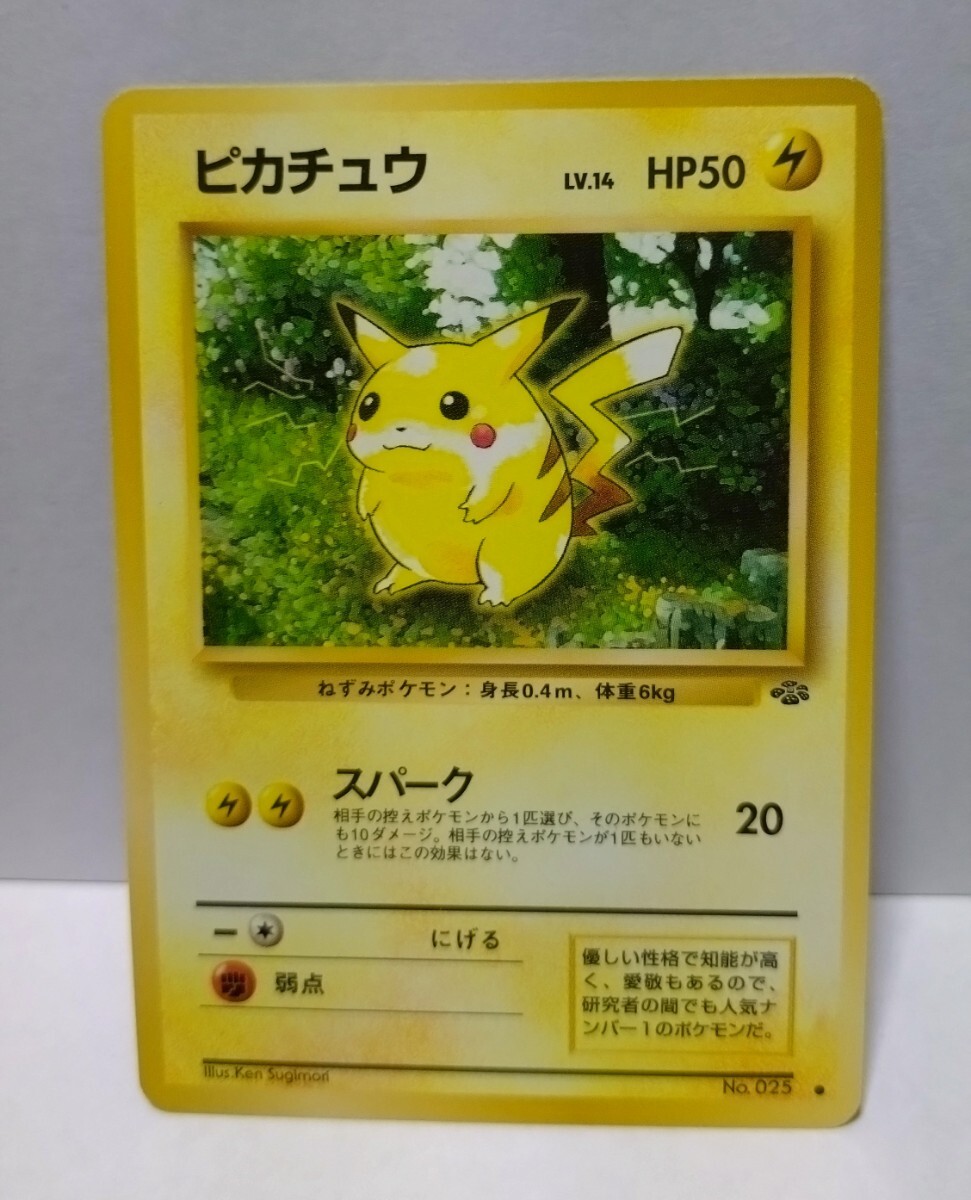 ピカチュウ LV.14 HP50
ねずみポケモン：身長0.4m、体重6kg
スパーク 20
相手の控えポケモンから1匹選び、そのポケモンに
も10ダメージ。相手の控えポケモンが1匹もいない
ときにはこの効果はない。
ー にげる
弱点
優しい性格で知能が高
く、愛敬もあるので、
研究者の間でも人気ナ
ンバー1のポケモンだ。
Illus.Ken Sugimori
No. 025